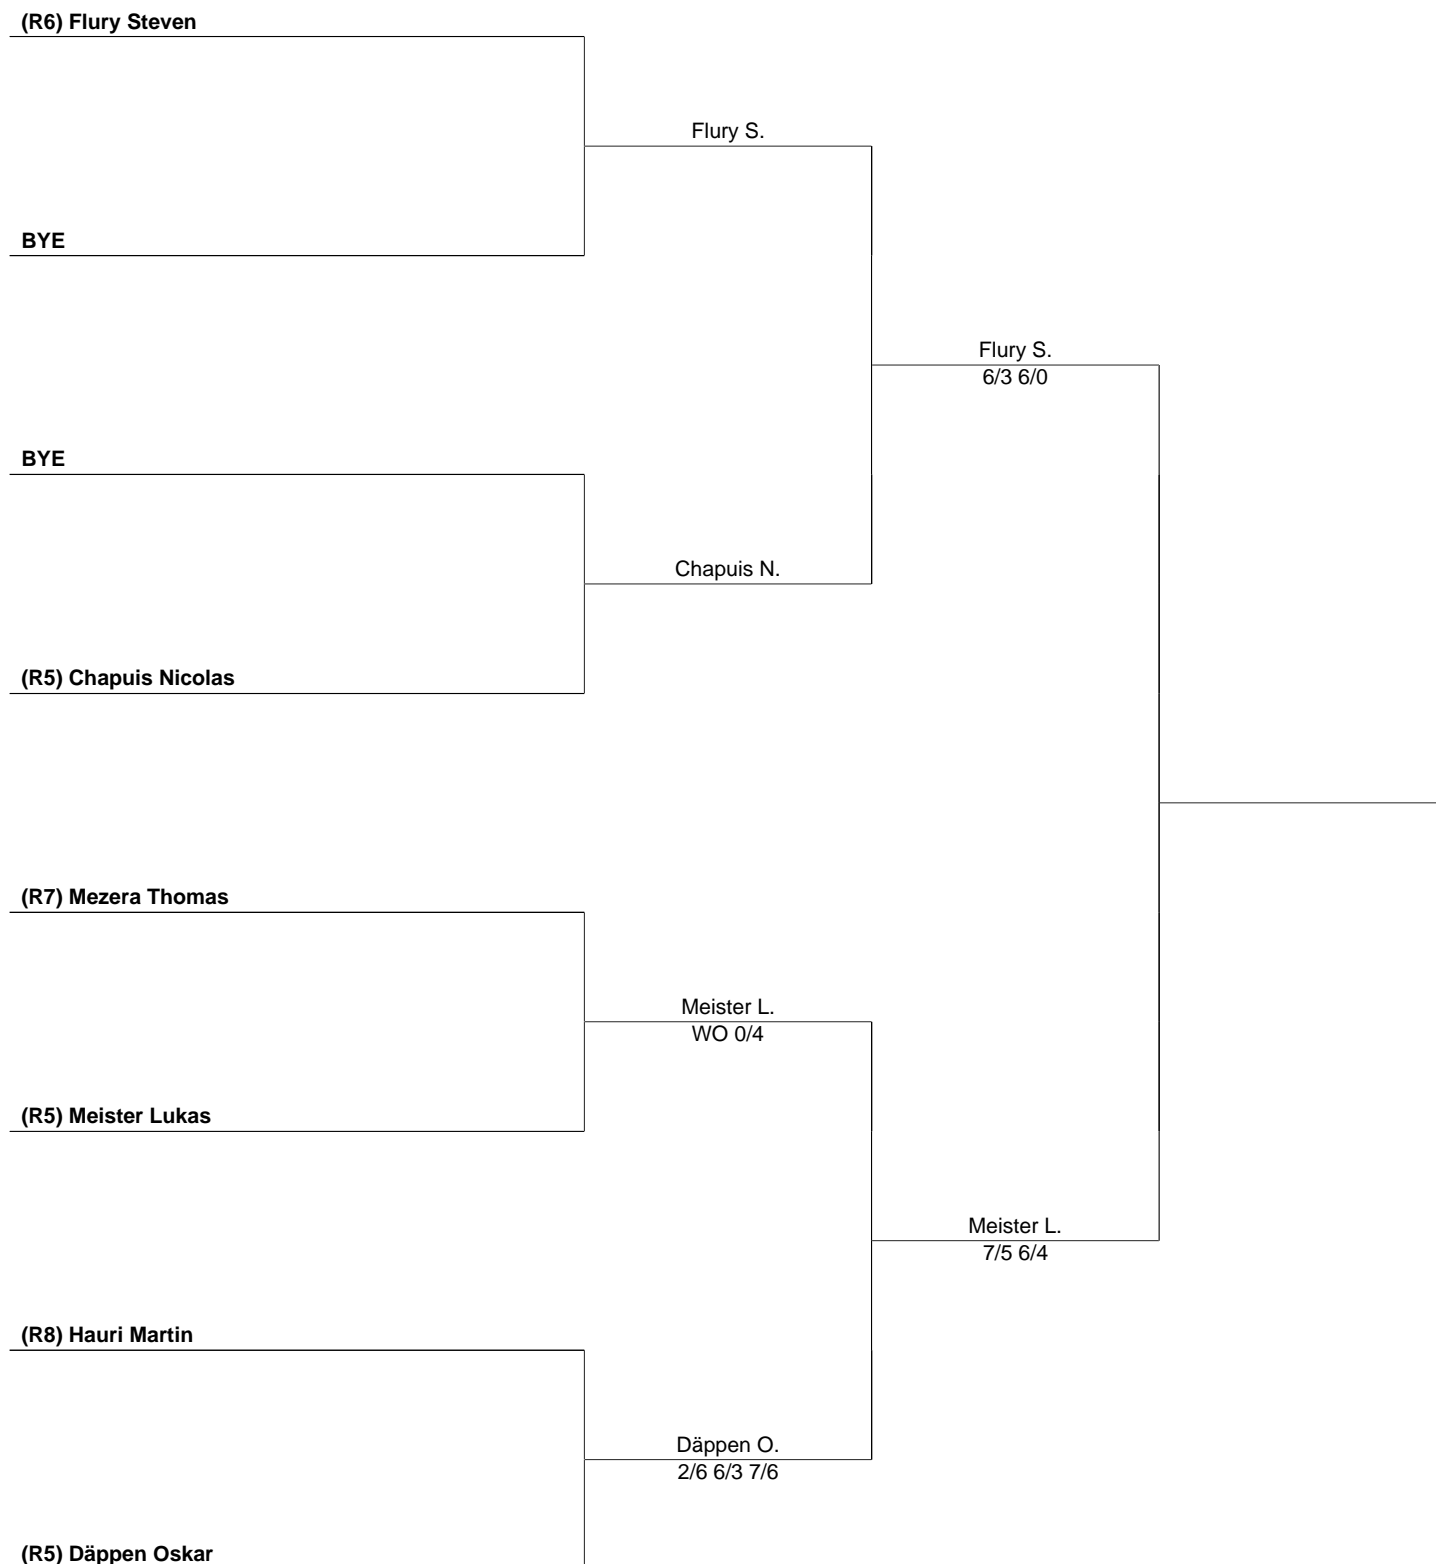 (R6) Flury Steven
Flury S.
BYE
Flury S.
6/3 6/0
BYE
Chapuis N.
(R5) Chapuis Nicolas
(R7) Mezera Thomas
Meister L.
WO 0/4
(R5) Meister Lukas
Meister L.
7/5 6/4
(R8) Hauri Martin
Däppen O.
2/6 6/3 7/6
(R5) Däppen Oskar